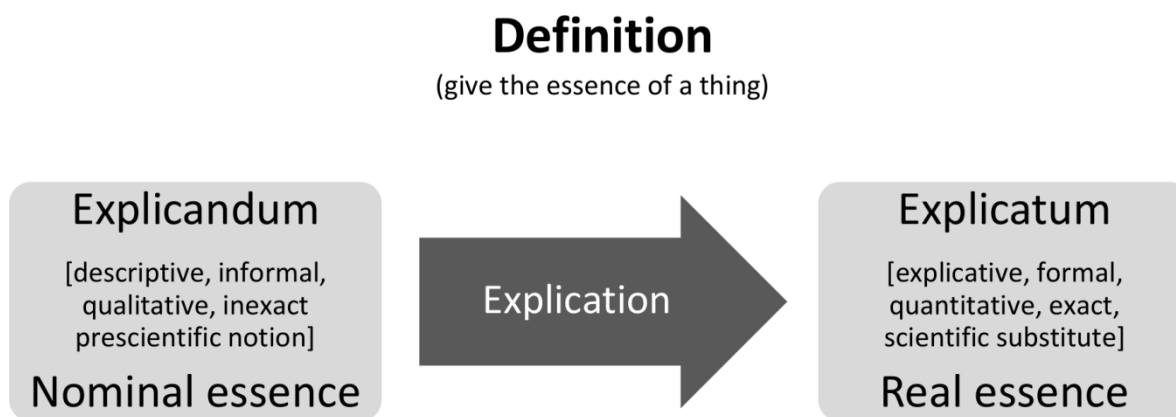 Definition
(give the essence of a thing)
Explicandum
[descriptive, informal,
qualitative, inexact
prescientific notion]
Nominal essence
Explication
Explicatum
[explicative, formal,
quantitative, exact,
scientific substitute]
Real essence